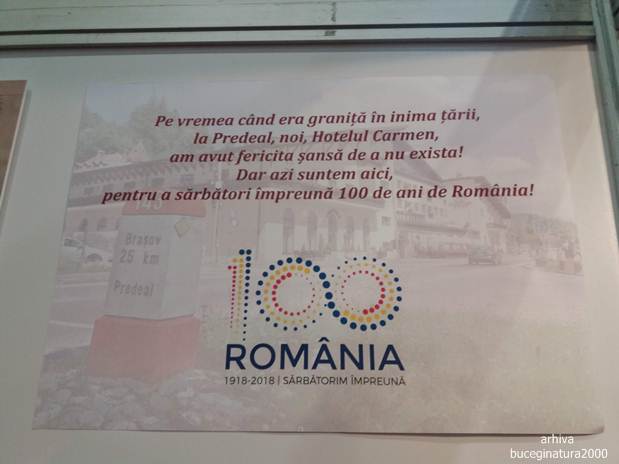 Pe vremea când era graniță în inima țării,
la Predeal, noi, Hotelul Carmen,
am avut fericita șansă de a nu exista!
Dar azi suntem aici,
pentru a sărbători împreună 100 de ani de România!
145
Brasov
25 km
Predeal
100
ROMÂNIA
1918-2018 | SĂRBĂTORIM ÎMPREUNĂ
arhiva
buceginatura2000